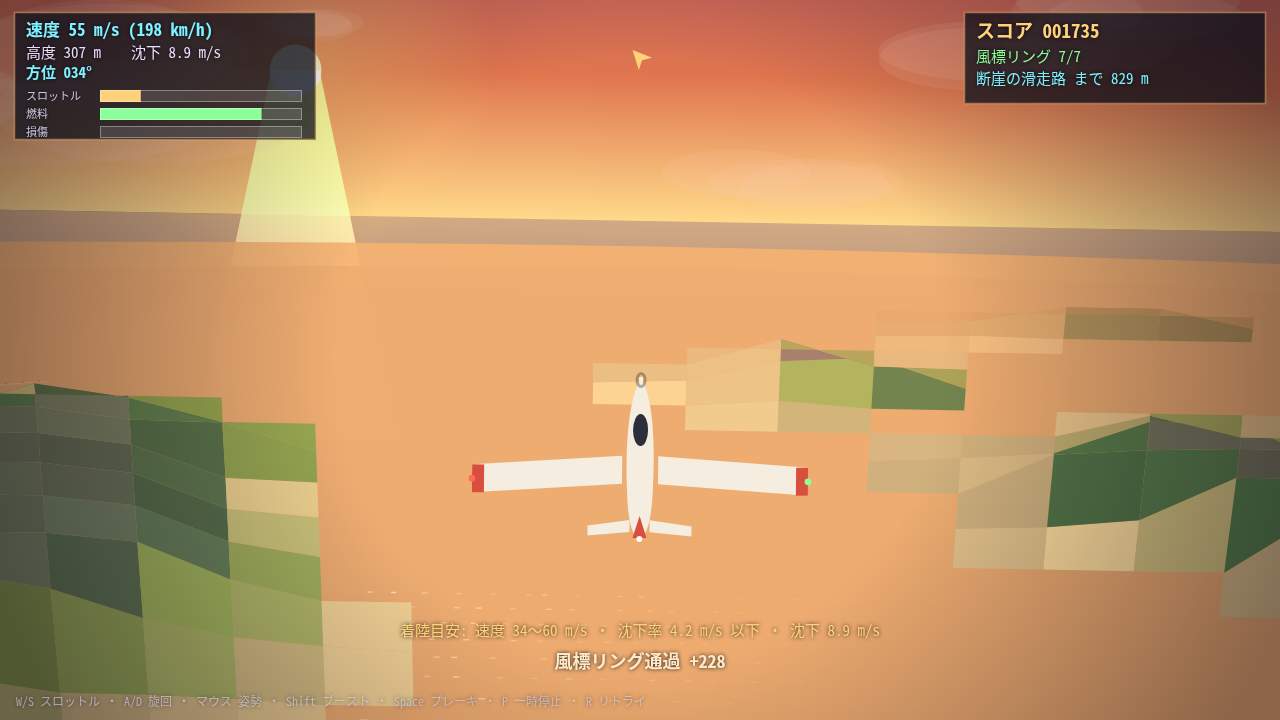 速度 55 m/s (198 km/h)
高度 307 m 沈下 8.9 m/s
方位 034°
スロットル
燃料
損傷
スコア 001735
風標リング 7/7
断崖の滑走路 まで 829 m
着陸目安: 速度 34〜60 m/s ・ 沈下率 4.2 m/s 以下 ・ 沈下 8.9 m/s
風標リング通過 +228
W/S スロットル ・ A/D 旋回 ・ マウス 姿勢 ・ Shift ブースト ・ Space ブレーキ ・ P 一時停止 ・ R リトライ